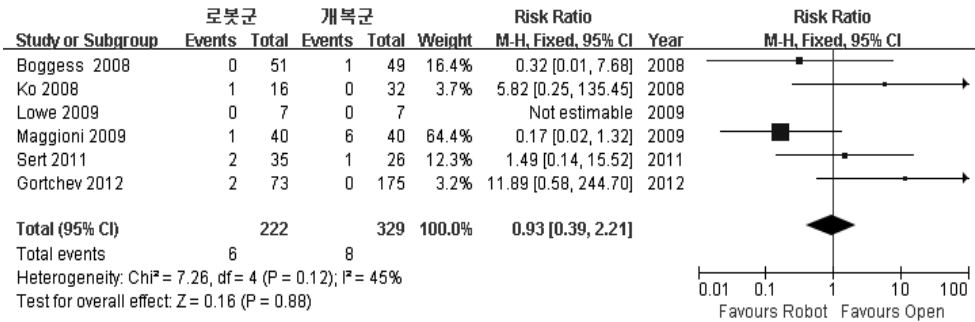 로봇군 개복군 Risk Ratio Risk Ratio
Study or Subgroup Events Total Events Total Weight M-H, Fixed, 95% CI Year M-H, Fixed, 95% CI
Boggess 2008 0 51 1 49 16.4% 0.32 [0.01, 7.68] 2008
Ko 2008 1 16 0 32 3.7% 5.82 [0.25, 135.45] 2008
Lowe 2009 0 7 0 7 Not estimable 2009
Maggioni 2009 1 40 6 40 64.4% 0.17 [0.02, 1.32] 2009
Sert 2011 2 35 1 26 12.3% 1.49 [0.14, 15.52] 2011
Gortchev 2012 2 73 0 175 3.2% 11.89 [0.58, 244.70] 2012
Total (95% CI) 222 329 100.0% 0.93 [0.39, 2.21]
Total events 6 8
Heterogeneity: Chi² = 7.26, df = 4 (P = 0.12); I² = 45%
Test for overall effect: Z = 0.16 (P = 0.88)
0.01 0.1 1 10 100
Favours Robot Favours Open